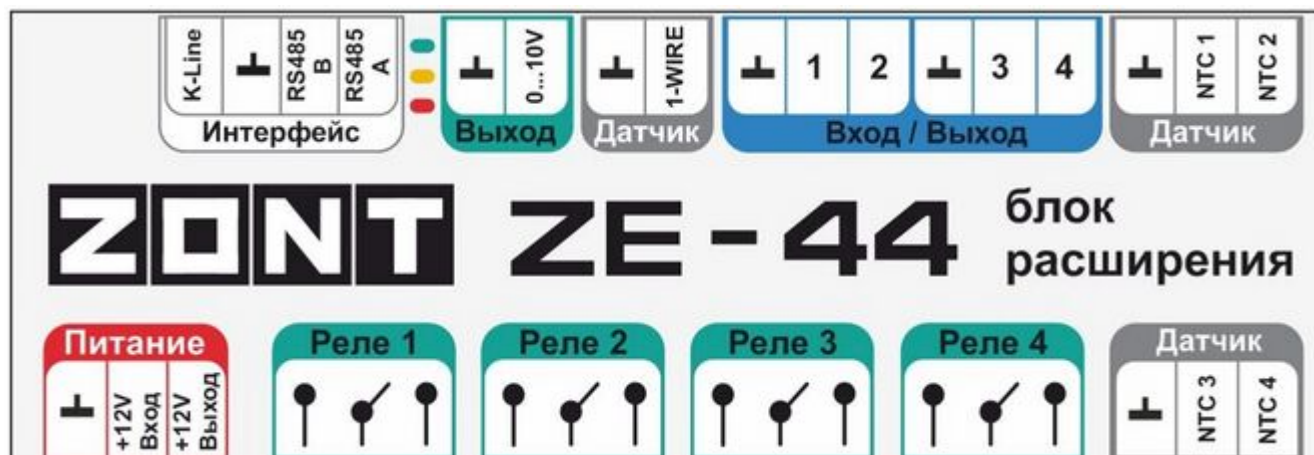 K-Line
RS485 B
RS485 A
0...10V
1-WIRE
1 2 3 4
NTC 1
NTC 2
Интерфейс Выход Датчик Вход / Выход Датчик
ZONT ZE-44 блок
расширения
Питание Реле 1 Реле 2 Реле 3 Реле 4 Датчик
+12V Вход
+12V Выход
NTC 3
NTC 4